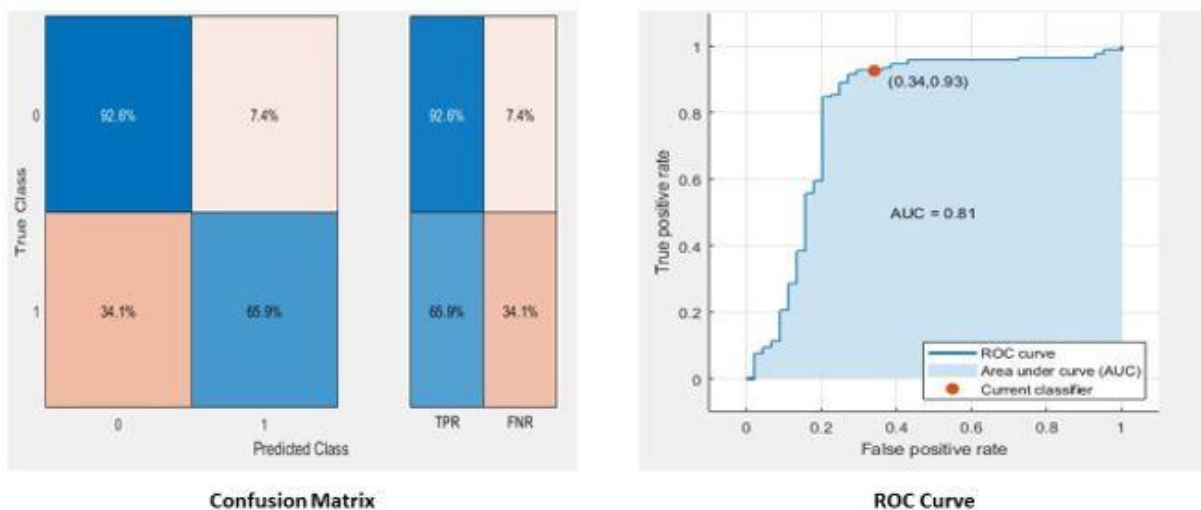 True Class
0
92.6%
7.4%
92.6%
7.4%
1
34.1%
65.9%
65.9%
34.1%
0
1
TPR
FNR
Predicted Class
Confusion Matrix
True positive rate
1
0.8
0.6
0.4
0.2
0
(0.34,0.93)
AUC = 0.81
ROC curve
Area under curve (AUC)
Current classifier
0
0.2
0.4
0.6
0.8
1
False positive rate
ROC Curve